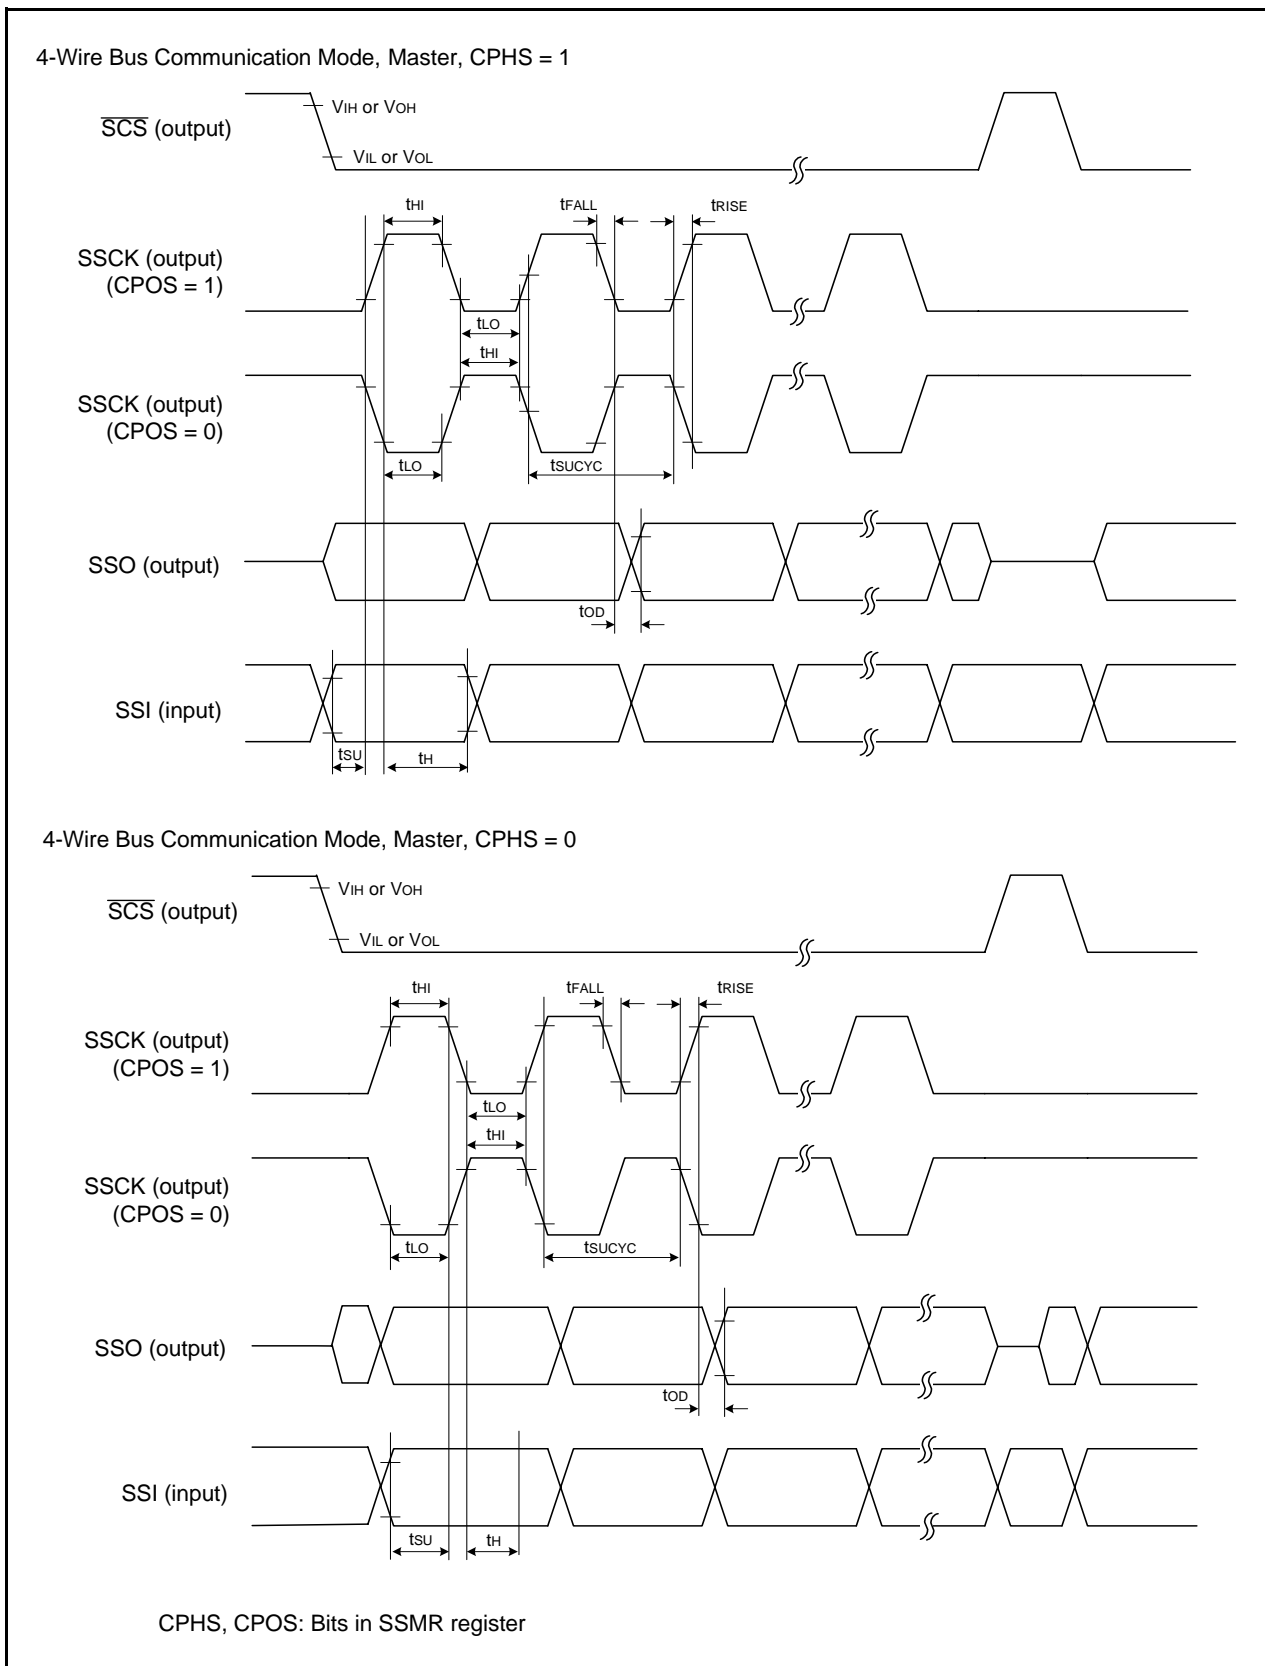 4-Wire Bus Communication Mode, Master, CPHS = 1
VIH or VOH
SCS (output)
VIL or VOL
tHI
tFALL
tRISE
SSCK (output)
(CPOS = 1)
tLO
tHI
SSCK (output)
(CPOS = 0)
tLO
tSUCYC
SSO (output)
tOD
SSI (input)
tSU
tH
4-Wire Bus Communication Mode, Master, CPHS = 0
VIH or VOH
SCS (output)
VIL or VOL
tHI
tFALL
tRISE
SSCK (output)
(CPOS = 1)
tLO
tHI
SSCK (output)
(CPOS = 0)
tLO
tSUCYC
SSO (output)
tOD
SSI (input)
tSU
tH
CPHS, CPOS: Bits in SSMR register